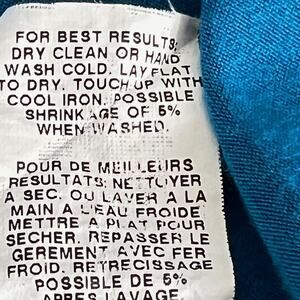 FOR BEST RESULTS:
DRY CLEAN OR HAND
WASH COLD. LAY FLAT
TO DRY. TOUCH UP WITH
COOL IRON. POSSIBLE
SHRINKAGE OF 5%
WHEN WASHED.
POUR DE MEILLEURS
RESULTATS: NETTOYER
A SEC. OU LAVER A LA
MAIN A L'EAU FROIDE
METTRE A PLAT POUR
SECHER. REPASSER LE
GEREMENT AVEC FER
FROID. RETRECISSAGE
POSSIBLE DE 5%
APRES LAVAGE.